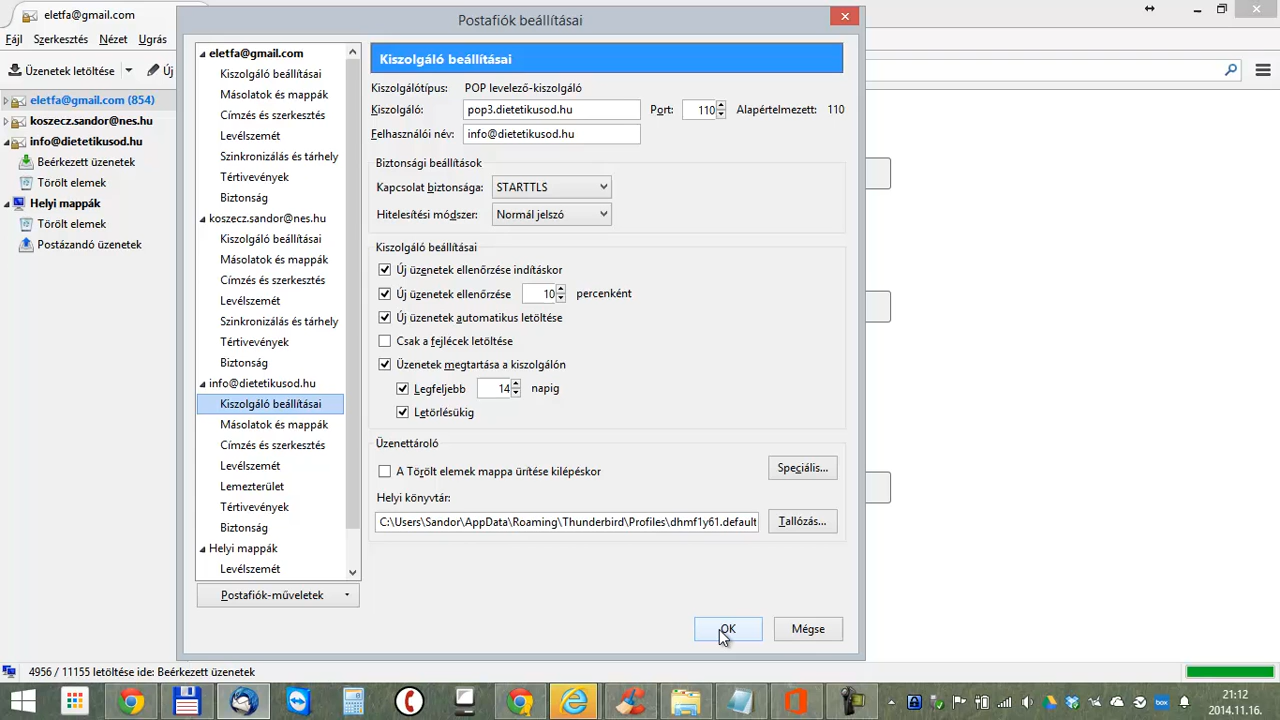 eletfa@gmail.com
Fájl Szerkesztés Nézet Ugrás
Üzenetek letöltése Új
eletfa@gmail.com (854)
koszecz.sandor@nes.hu
info@dietetikusod.hu
Beérkezett üzenetek
Törölt elemek
Helyi mappák
Törölt elemek
Postázandó üzenetek
Postafiók beállításai
eletfa@gmail.com
Kiszolgáló beállításai
Másolatok és mappák
Címzés és szerkesztés
Levélszemét
Szinkronizálás és tárhely
Tértivevények
Biztonság
koszecz.sandor@nes.hu
Kiszolgáló beállításai
Másolatok és mappák
Címzés és szerkesztés
Levélszemét
Szinkronizálás és tárhely
Tértivevények
Biztonság
info@dietetikusod.hu
Kiszolgáló beállításai
Másolatok és mappák
Címzés és szerkesztés
Levélszemét
Lemezterület
Tértivevények
Biztonság
Helyi mappák
Levélszemét
Postafiók-műveletek
Kiszolgáló beállításai
Kiszolgálótípus: POP levelező-kiszolgáló
Kiszolgáló: pop3.dietetikusod.hu Port: 110 Alapértelmezett: 110
Felhasználói név: info@dietetikusod.hu
Biztonsági beállítások
Kapcsolat biztonsága: STARTTLS
Hitelesítési módszer: Normál jelszó
Kiszolgáló beállításai
Új üzenetek ellenőrzése indításkor
Új üzenetek ellenőrzése 10 percenként
Új üzenetek automatikus letöltése
Csak a fejlécek letöltése
Üzenetek megtartása a kiszolgálón
Legfeljebb 14 napig
Letörlésükig
Üzenettároló
A Törölt elemek mappa ürítése kilépéskor Speciális...
Helyi könyvtár:
C:\Users\Sandor\AppData\Roaming\Thunderbird\Profiles\dhmf1y61.default Tallózás...
OK Mégse
4956 / 11155 letöltése ide: Beérkezett üzenetek
21:12
2014.11.16.